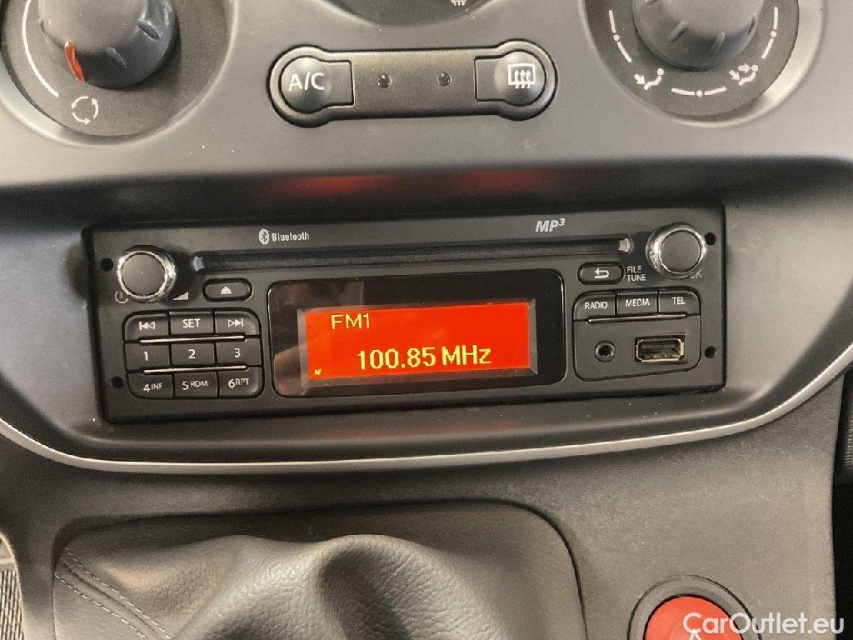 A/C
Bluetooth
MP3
FILE
TUNE
OK
SET
RADIO
MEDIA
TEL
1
2
3
4 INF
5 RDM
6 RPT
FM1
100.85 MHz
AF
CarOutlet.eu